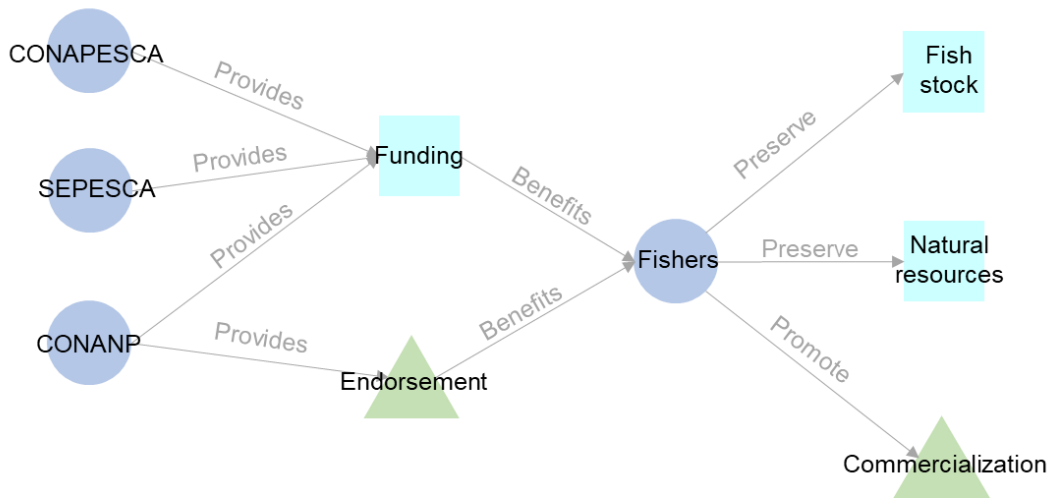 CONAPESCA
Provides
Fish
stock
Funding
Provides
SEPESCA
Preserve
Benefits
Provides
Fishers
Preserve
Natural
resources
CONANP
Provides
Benefits
Endorsement
Promote
Commercialization